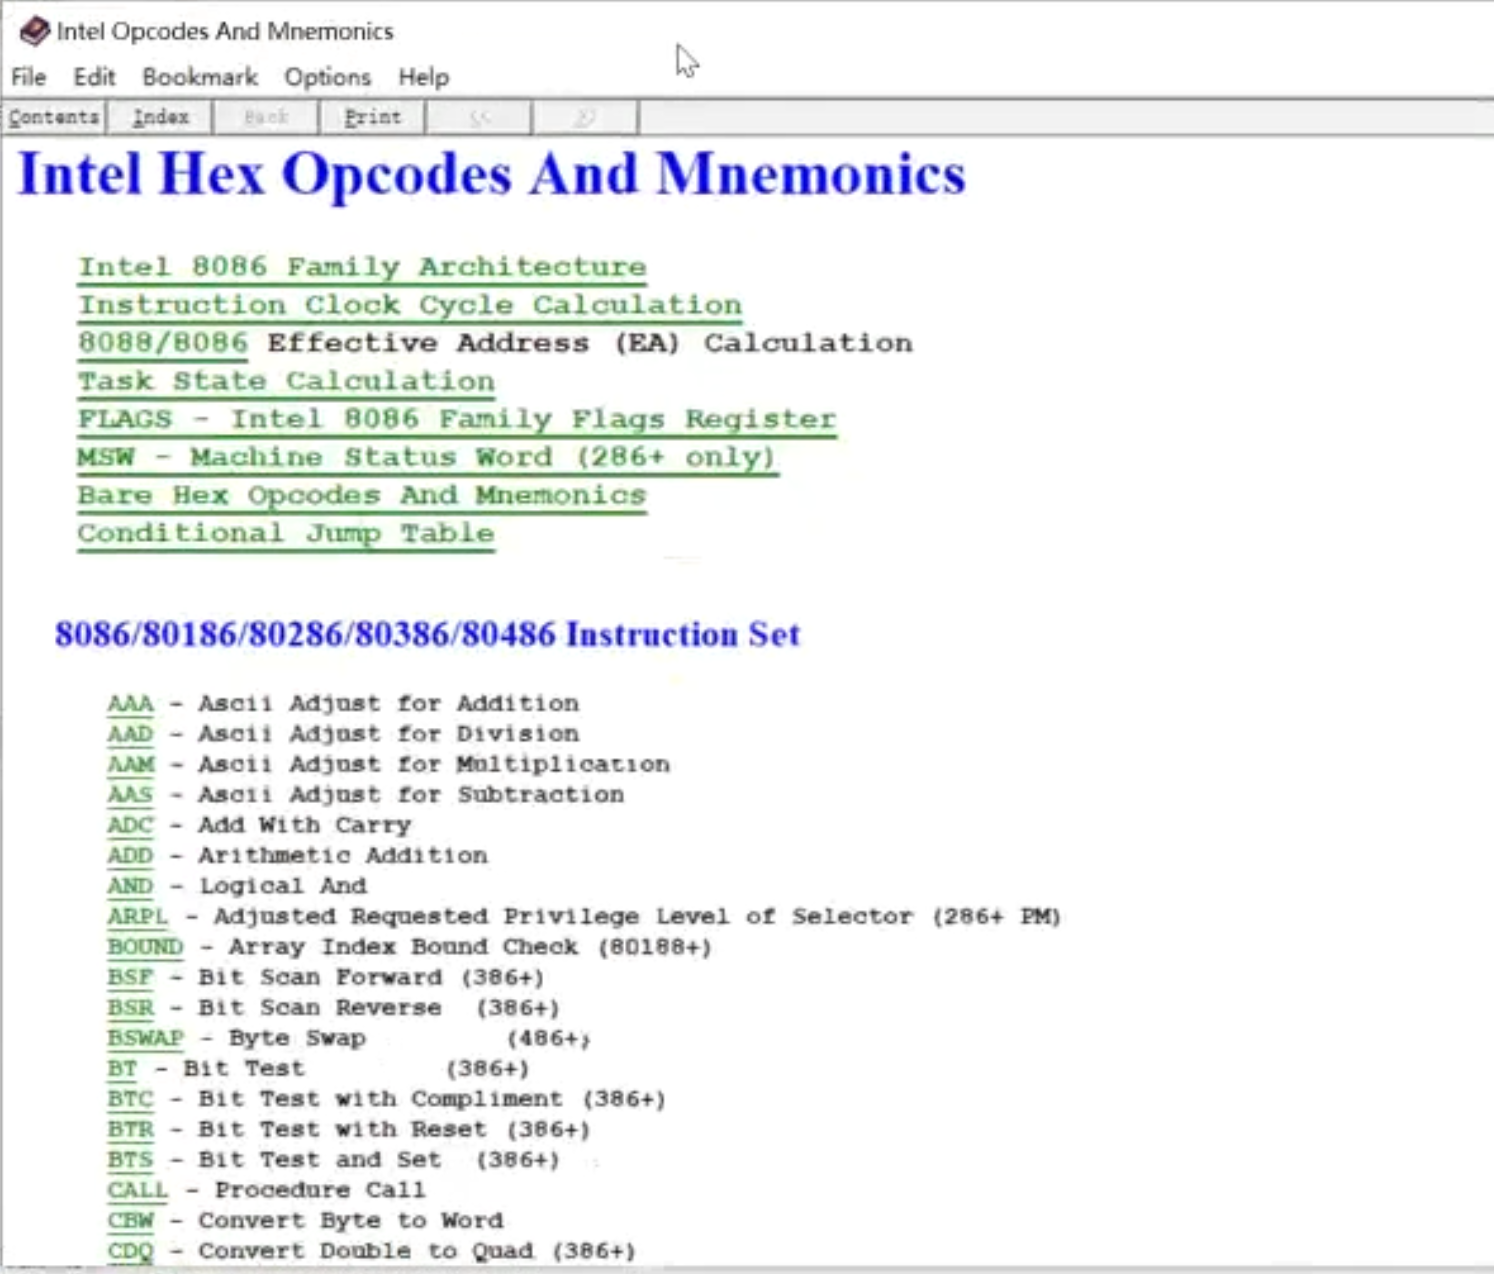 Intel Opcodes And Mnemonics
File Edit Bookmark Options Help
Contents Index Back Print << >>
Intel Hex Opcodes And Mnemonics
Intel 8086 Family Architecture
Instruction Clock Cycle Calculation
8088/8086 Effective Address (EA) Calculation
Task State Calculation
FLAGS - Intel 8086 Family Flags Register
MSW - Machine Status Word (286+ only)
Bare Hex Opcodes And Mnemonics
Conditional Jump Table
8086/80186/80286/80386/80486 Instruction Set
AAA - Ascii Adjust for Addition
AAD - Ascii Adjust for Division
AAM - Ascii Adjust for Multiplication
AAS - Ascii Adjust for Subtraction
ADC - Add With Carry
ADD - Arithmetic Addition
AND - Logical And
ARPL - Adjusted Requested Privilege Level of Selector (286+ PM)
BOUND - Array Index Bound Check (80188+)
BSF - Bit Scan Forward (386+)
BSR - Bit Scan Reverse (386+)
BSWAP - Byte Swap (486+)
BT - Bit Test (386+)
BTC - Bit Test with Compliment (386+)
BTR - Bit Test with Reset (386+)
BTS - Bit Test and Set (386+)
CALL - Procedure Call
CBW - Convert Byte to Word
CDQ - Convert Double to Quad (386+)